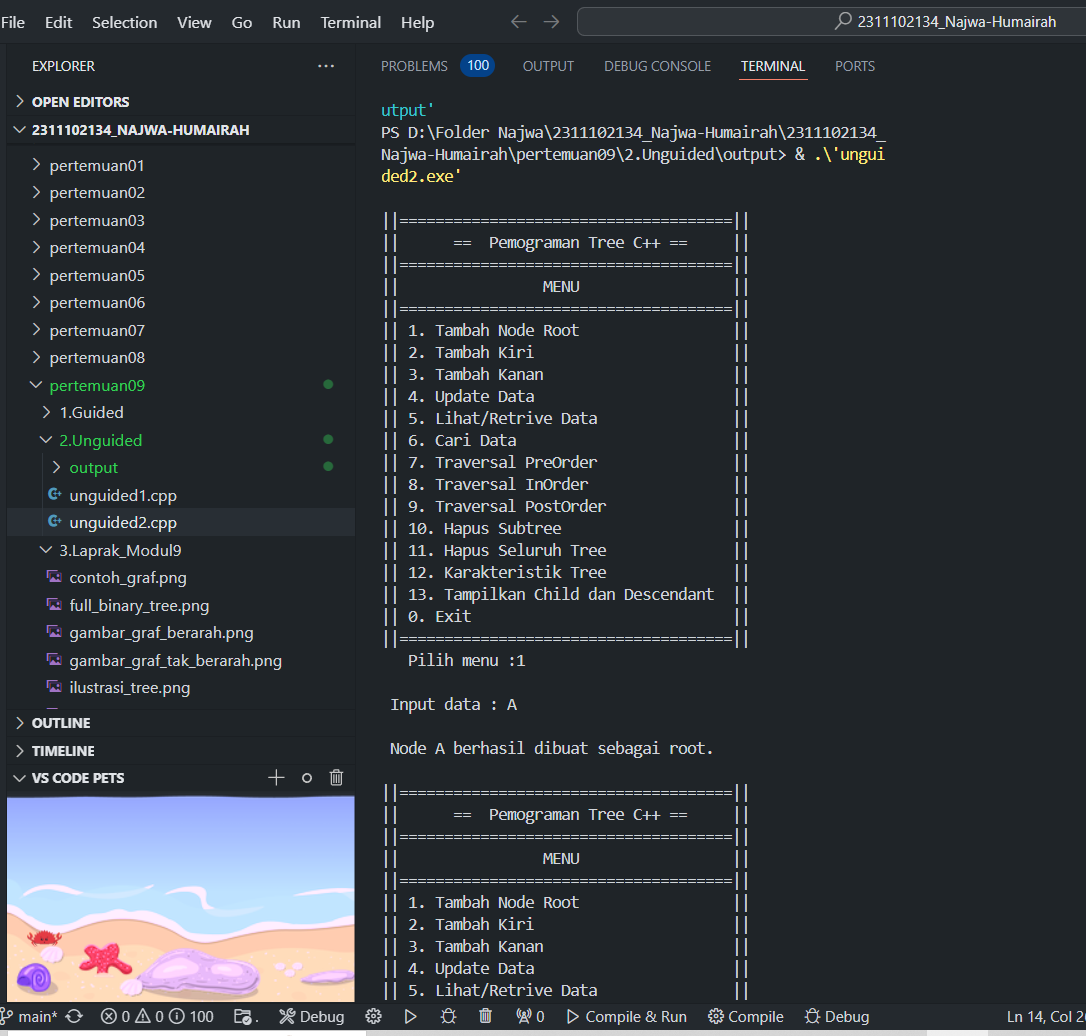 File Edit Selection View Go Run Terminal Help
2311102134_Najwa-Humairah
EXPLORER
OPEN EDITORS
2311102134_NAJWA-HUMAIRAH
pertemuan01
pertemuan02
pertemuan03
pertemuan04
pertemuan05
pertemuan06
pertemuan07
pertemuan08
pertemuan09
1.Guided
2.Unguided
output
unguided1.cpp
unguided2.cpp
3.Laprak_Modul9
contoh_graf.png
full_binary_tree.png
gambar_graf_berarah.png
gambar_graf_tak_berarah.png
ilustrasi_tree.png
OUTLINE
TIMELINE
VS CODE PETS
PROBLEMS 100 OUTPUT DEBUG CONSOLE TERMINAL PORTS
utput'
PS D:\Folder Najwa\2311102134_Najwa-Humairah\2311102134_
Najwa-Humairah\pertemuan09\2.Unguided\output> & .\'ungui
ded2.exe'
||=====================================||
||      ==  Pemograman Tree C++ ==     ||
||=====================================||
||                MENU                 ||
||=====================================||
|| 1. Tambah Node Root                 ||
|| 2. Tambah Kiri                      ||
|| 3. Tambah Kanan                     ||
|| 4. Update Data                      ||
|| 5. Lihat/Retrive Data               ||
|| 6. Cari Data                        ||
|| 7. Traversal PreOrder               ||
|| 8. Traversal InOrder                ||
|| 9. Traversal PostOrder              ||
|| 10. Hapus Subtree                   ||
|| 11. Hapus Seluruh Tree              ||
|| 12. Karakteristik Tree              ||
|| 13. Tampilkan Child dan Descendant  ||
|| 0. Exit                             ||
||=====================================||
Pilih menu :1
Input data : A
Node A berhasil dibuat sebagai root.
||=====================================||
||      ==  Pemograman Tree C++ ==     ||
||=====================================||
||                MENU                 ||
||=====================================||
|| 1. Tambah Node Root                 ||
|| 2. Tambah Kiri                      ||
|| 3. Tambah Kanan                     ||
|| 4. Update Data                      ||
|| 5. Lihat/Retrive Data               ||
main* 0 0 100 . Debug 0 Compile & Run Compile Debug Ln 14, Col 2